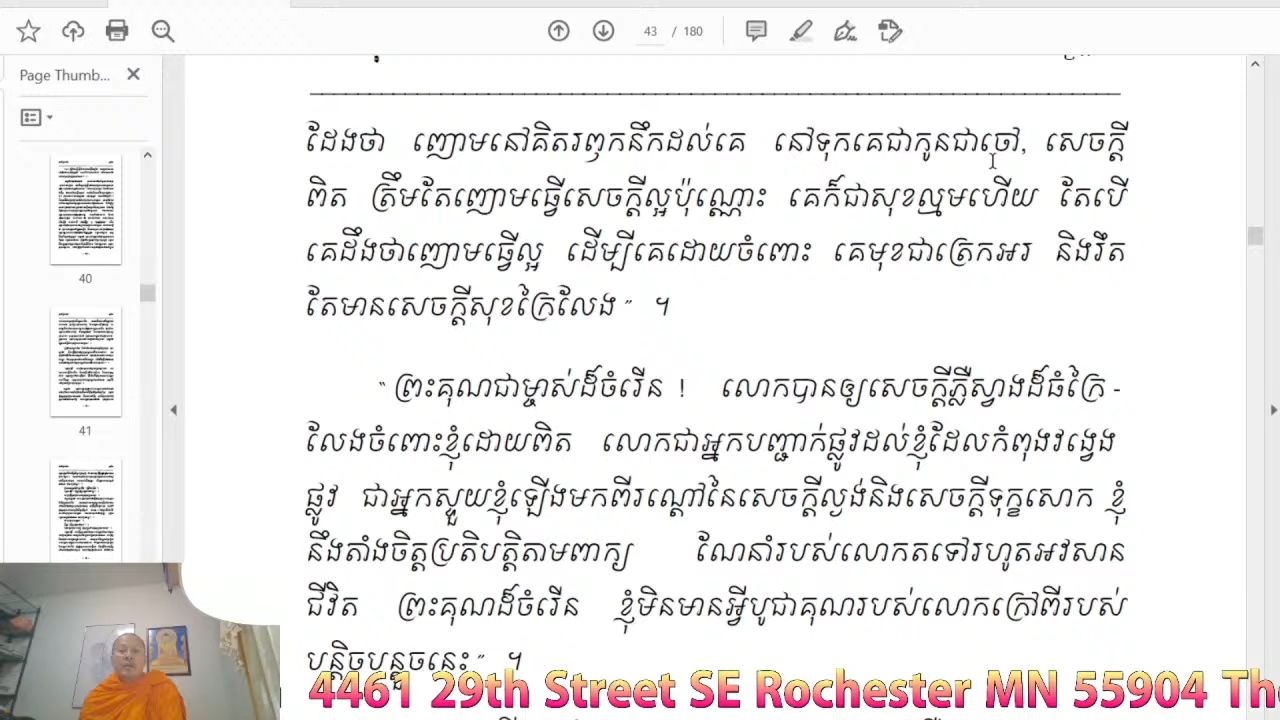 43 / 180
Page Thumb...
40
41
ដែងថា ញោមនៅគិតរឭកនឹកដល់គេ នៅទុកគេជាកូនជាចៅ, សេចក្ដី
ពិត ត្រឹមតែញោមធ្វើសេចក្ដីល្អប៉ុណ្ណោះ គេក៏ជាសុខល្មមហើយ តែបើ
គេដឹងថាញោមធ្វើល្អ ដើម្បីគេដោយចំពោះ គេមុខជាត្រេកអរ និងរឹត
តែមានសេចក្ដីសុខក្រៃលែង" ។
"ព្រះគុណជាម្ចាស់ដ៏ចំរើន ! លោកបានឲ្យសេចក្ដីភ្លឺស្វាងដ៏ធំក្រៃ-
លែងចំពោះខ្ញុំដោយពិត លោកជាអ្នកបញ្ជាក់ផ្លូវដល់ខ្ញុំដែលកំពុងវង្វេង
ផ្លូវ ជាអ្នកស្ទួយខ្ញុំឡើងមកពីរណ្ដៅនៃសេចក្ដីល្ងង់និងសេចក្ដីទុក្ខសោក ខ្ញុំ
នឹងតាំងចិត្តប្រតិបត្តិតាមពាក្យ ណែនាំរបស់លោកតទៅរហូតអវសាន
ជីវិត ព្រះគុណដ៏ចំរើន ខ្ញុំមិនមានអ្វីបូជាគុណរបស់លោកក្រៅពីរបស់
បន្តិចបន្តួចនេះ" ។
4461 29th Street SE Rochester MN 55904 Th